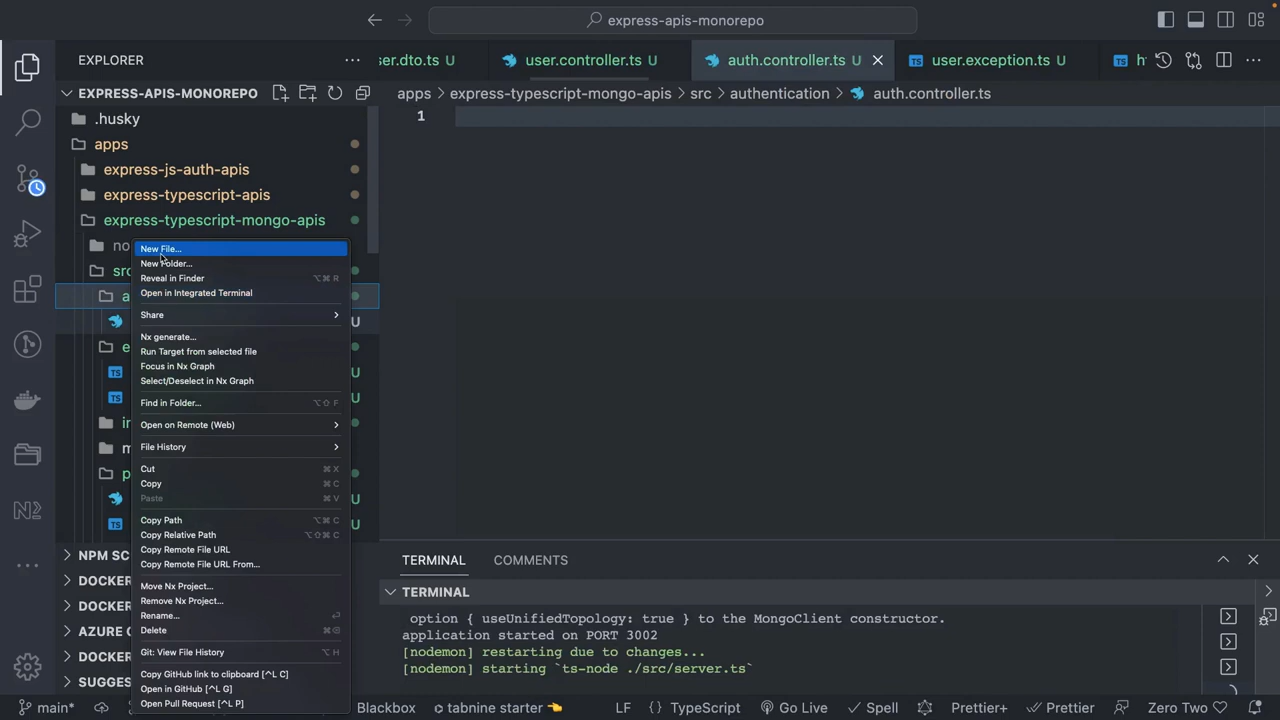 express-apis-monorepo
EXPLORER
ser.dto.ts U
user.controller.ts U
auth.controller.ts U
user.exception.ts U
EXPRESS-APIS-MONOREPO
apps
express-typescript-mongo-apis
src
authentication
auth.controller.ts
1
.husky
apps
express-js-auth-apis
express-typescript-apis
express-typescript-mongo-apis
no
src
a
U
e
TS
U
TS
U
in
m
p
U
TS
U
New File...
New Folder...
Reveal in Finder ⌥⌘ R
Open in Integrated Terminal
Share
Nx generate...
Run Target from selected file
Focus in Nx Graph
Select/Deselect in Nx Graph
Find in Folder... ⌥⇧ F
Open on Remote (Web)
File History
Cut ⌘ X
Copy ⌘ C
Paste ⌘ V
Copy Path ⌥⌘ C
Copy Relative Path ⌥⇧⌘ C
Copy Remote File URL
Copy Remote File URL From...
Move Nx Project...
Remove Nx Project...
Rename...
Delete
Git: View File History ⌥ H
Copy GitHub link to clipboard [^L C]
Open in GitHub [^L G]
Open Pull Request [^L P]
NPM SC
DOCKER
DOCKER
AZURE C
DOCKER
SUGGES
TERMINAL
COMMENTS
TERMINAL
option { useUnifiedTopology: true } to the MongoClient constructor.
application started on PORT 3002
[nodemon] restarting due to changes...
[nodemon] starting `ts-node ./src/server.ts`
main*
Blackbox
tabnine starter 👈
LF
{ } TypeScript
Go Live
Spell
Prettier+
Prettier
Zero Two ❤